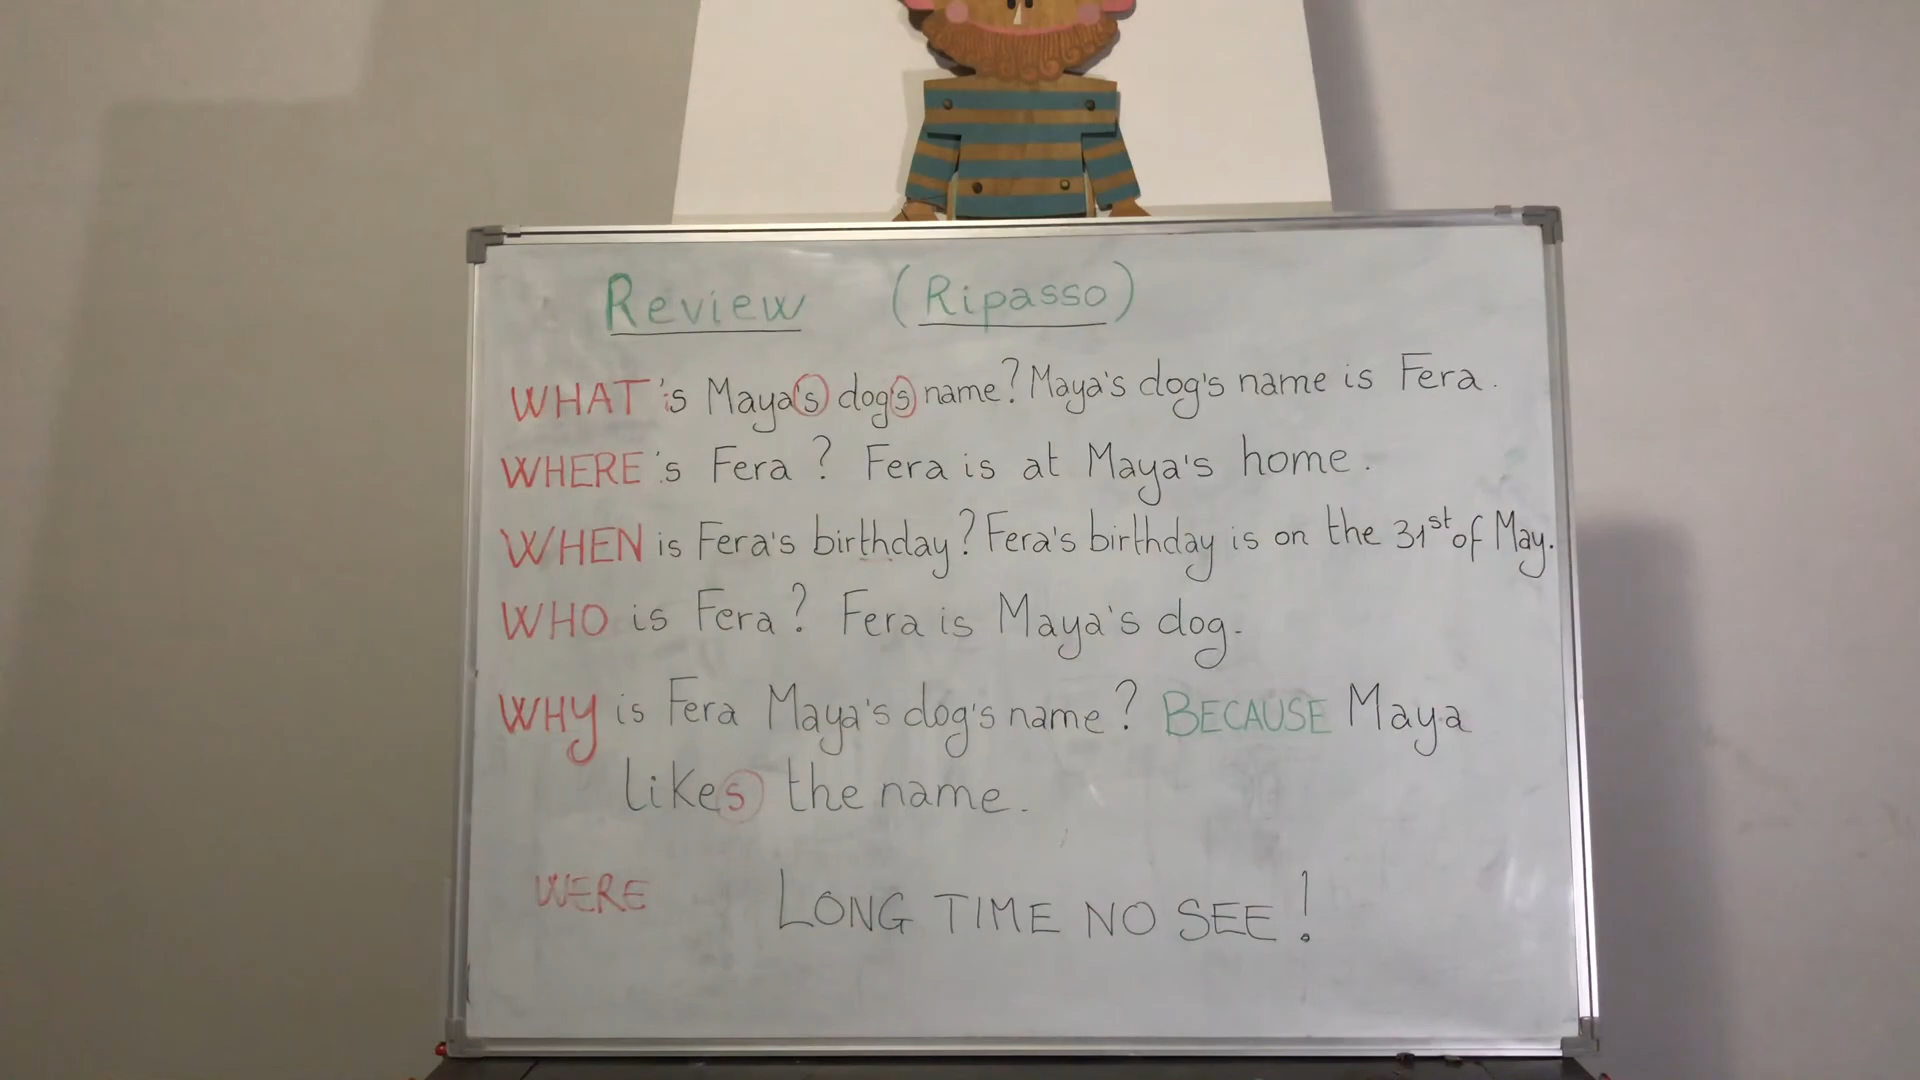 Review (Ripasso)
WHAT's Maya's dog's name? Maya's dog's name is Fera.
WHERE's Fera? Fera is at Maya's home.
WHEN is Fera's birthday? Fera's birthday is on the 31st of May.
WHO is Fera? Fera is Maya's dog.
WHY is Fera Maya's dog's name? BECAUSE Maya
likes the name.
WERE LONG TIME NO SEE!